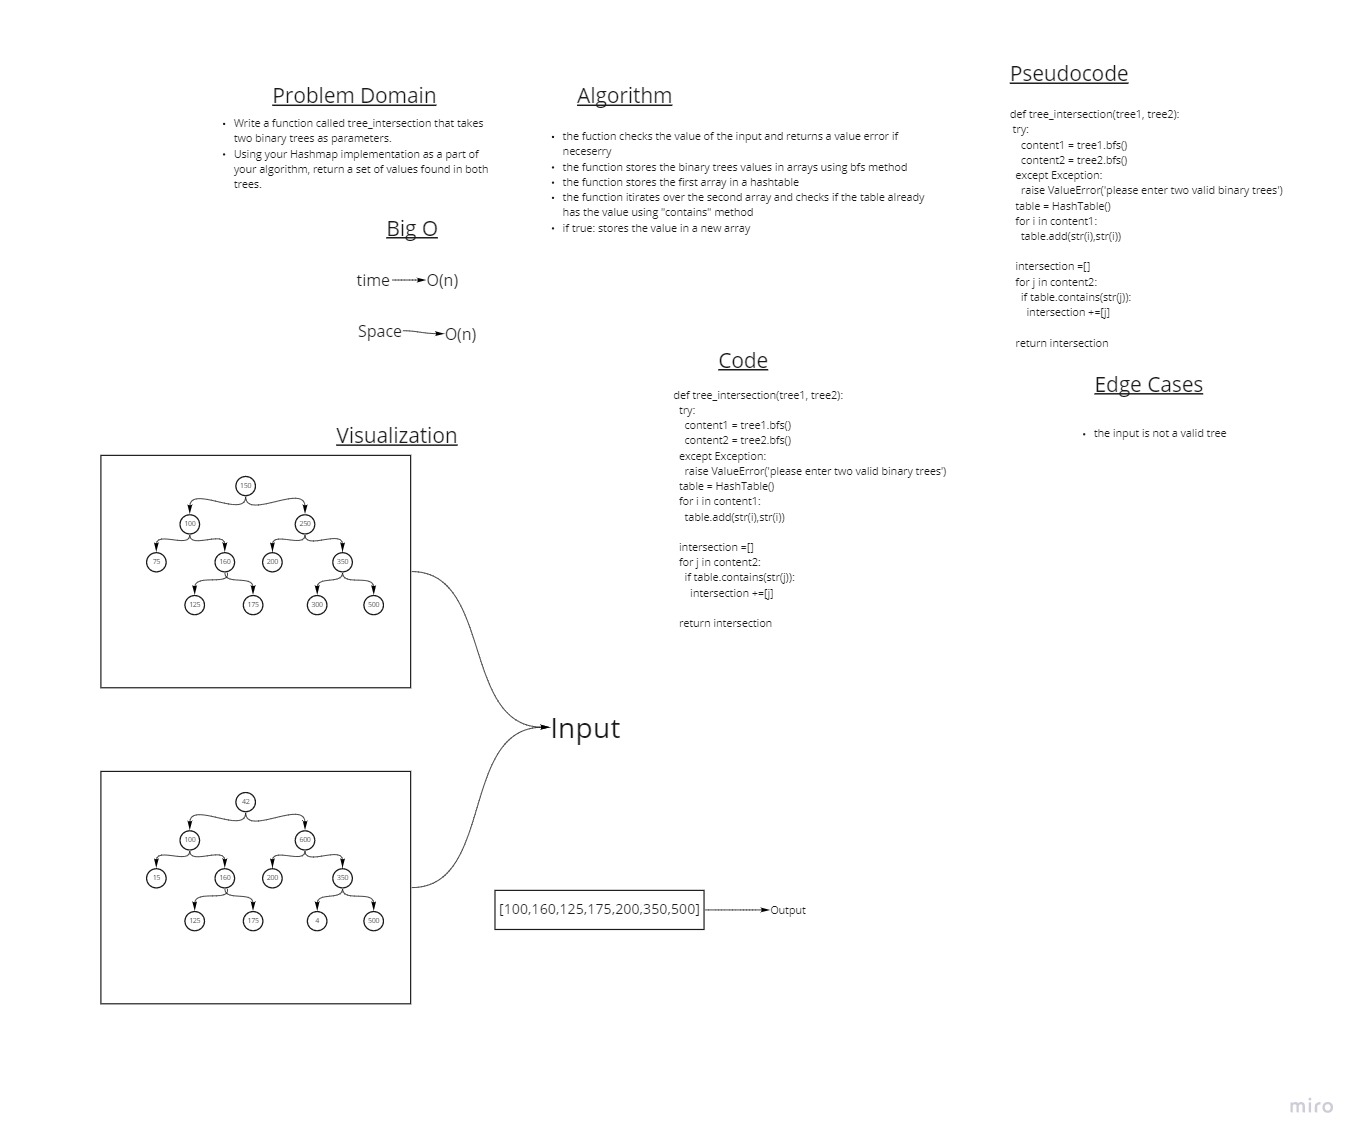 Problem Domain
• Write a function called tree_intersection that takes
two binary trees as parameters.
• Using your Hashmap implementation as a part of
your algorithm, return a set of values found in both
trees.
Big O
time O(n)
Space O(n)
Algorithm
• the fuction checks the value of the input and returns a value error if
neceserry
• the function stores the binary trees values in arrays using bfs method
• the function stores the first array in a hashtable
• the function itirates over the second array and checks if the table already
has the value using "contains" method
• if true: stores the value in a new array
Pseudocode
def tree_intersection(tree1, tree2):
try:
content1 = tree1.bfs()
content2 = tree2.bfs()
except Exception:
raise ValueError('please enter two valid binary trees')
table = HashTable()
for i in content1:
table.add(str(i),str(i))
intersection =[]
for j in content2:
if table.contains(str(j)):
intersection +=[j]
return intersection
Code
def tree_intersection(tree1, tree2):
try:
content1 = tree1.bfs()
content2 = tree2.bfs()
except Exception:
raise ValueError('please enter two valid binary trees')
table = HashTable()
for i in content1:
table.add(str(i),str(i))
intersection =[]
for j in content2:
if table.contains(str(j)):
intersection +=[j]
return intersection
Edge Cases
• the input is not a valid tree
Visualization
150
100 250
75 160 200 350
125 175 300 500
Input
42
100 600
15 160 200 350
125 175 4 500
[100,160,125,175,200,350,500] Output
miro